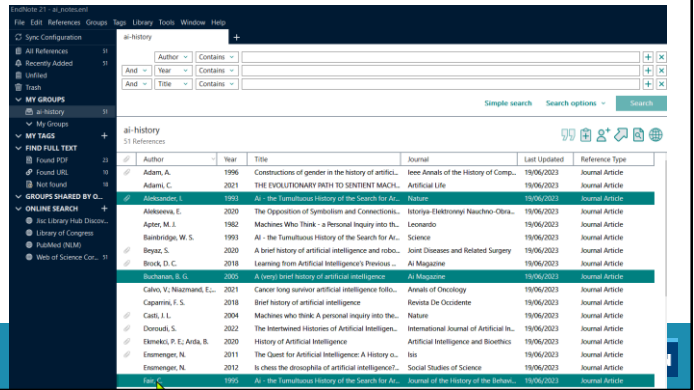 EndNote 21 - ai_notes.enl
File Edit References Groups Tags Library Tools Window Help
Sync Configuration
All References 51
Recently Added 51
Unfiled
Trash
MY GROUPS
ai-history 51
My Groups
MY TAGS +
FIND FULL TEXT
Found PDF 23
Found URL 10
Not found 18
GROUPS SHARED BY O...
ONLINE SEARCH +
Jisc Library Hub Discov...
Library of Congress
PubMed (NLM)
Web of Science Cor... 51
ai-history +
Author Contains + ×
And Year Contains + ×
And Title Contains + ×
Simple search Search options Search
ai-history
51 References
Author Year Title Journal Last Updated Reference Type
Adam, A. 1996 Constructions of gender in the history of artifici... Ieee Annals of the History of Comp... 19/06/2023 Journal Article
Adami, C. 2021 THE EVOLUTIONARY PATH TO SENTIENT MACH... Artificial Life 19/06/2023 Journal Article
Aleksander, I. 1993 Ai - the Tumultuous History of the Search for Ar... Nature 19/06/2023 Journal Article
Alekseeva, E. 2020 The Opposition of Symbolism and Connectionis... Istoriya-Elektronnyi Nauchno-Obra... 19/06/2023 Journal Article
Apter, M. J. 1982 Machines Who Think - a Personal Inquiry into th... Leonardo 19/06/2023 Journal Article
Bainbridge, W. S. 1993 AI - the Tumultuous History of the Search for Ar... Science 19/06/2023 Journal Article
Beyaz, S. 2020 A brief history of artificial intelligence and robo... Joint Diseases and Related Surgery 19/06/2023 Journal Article
Brock, D. C. 2018 Learning from Artificial Intelligence's Previous ... Ai Magazine 19/06/2023 Journal Article
Buchanan, B. G. 2005 A (very) brief history of artificial intelligence Ai Magazine 19/06/2023 Journal Article
Calvo, V.; Niazmand, E.;... 2021 Cancer long survivor artificial intelligence follo... Annals of Oncology 19/06/2023 Journal Article
Caparrini, F. S. 2018 Brief history of artificial intelligence Revista De Occidente 19/06/2023 Journal Article
Casti, J. L. 2004 Machines who think: A personal inquiry into the... Nature 19/06/2023 Journal Article
Doroudi, S. 2022 The Intertwined Histories of Artificial Intelligen... International Journal of Artificial In... 19/06/2023 Journal Article
Ekmekci, P. E.; Arda, B. 2020 History of Artificial Intelligence Artificial Intelligence and Bioethics 19/06/2023 Journal Article
Ensmenger, N. 2011 The Quest for Artificial Intelligence: A History o... Isis 19/06/2023 Journal Article
Ensmenger, N. 2012 Is chess the drosophila of artificial intelligence?... Social Studies of Science 19/06/2023 Journal Article
Fair, C. 1995 Ai - the Tumultuous History of the Search for Ar... Journal of the History of the Behavi... 19/06/2023 Journal Article